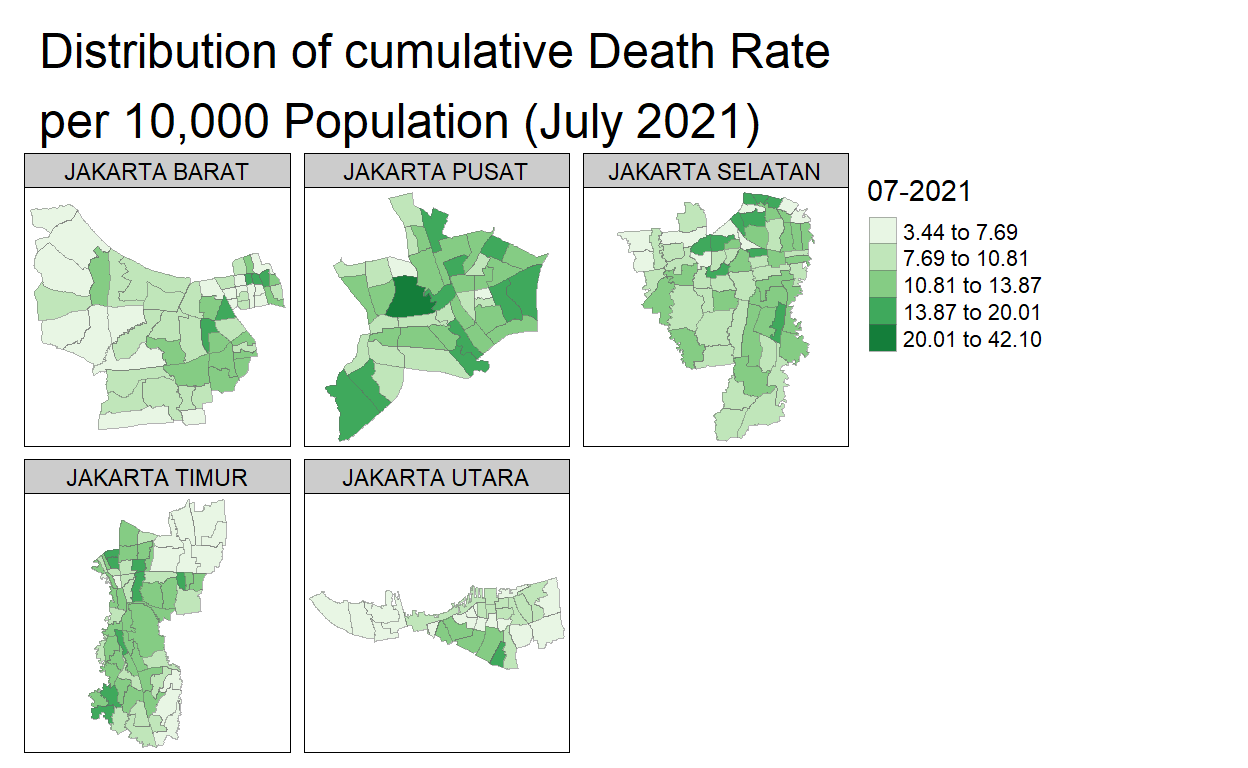 Distribution of cumulative Death Rate
per 10,000 Population (July 2021)
JAKARTA BARAT
JAKARTA PUSAT
JAKARTA SELATAN
07-2021
3.44 to 7.69
7.69 to 10.81
10.81 to 13.87
13.87 to 20.01
20.01 to 42.10
JAKARTA TIMUR
JAKARTA UTARA